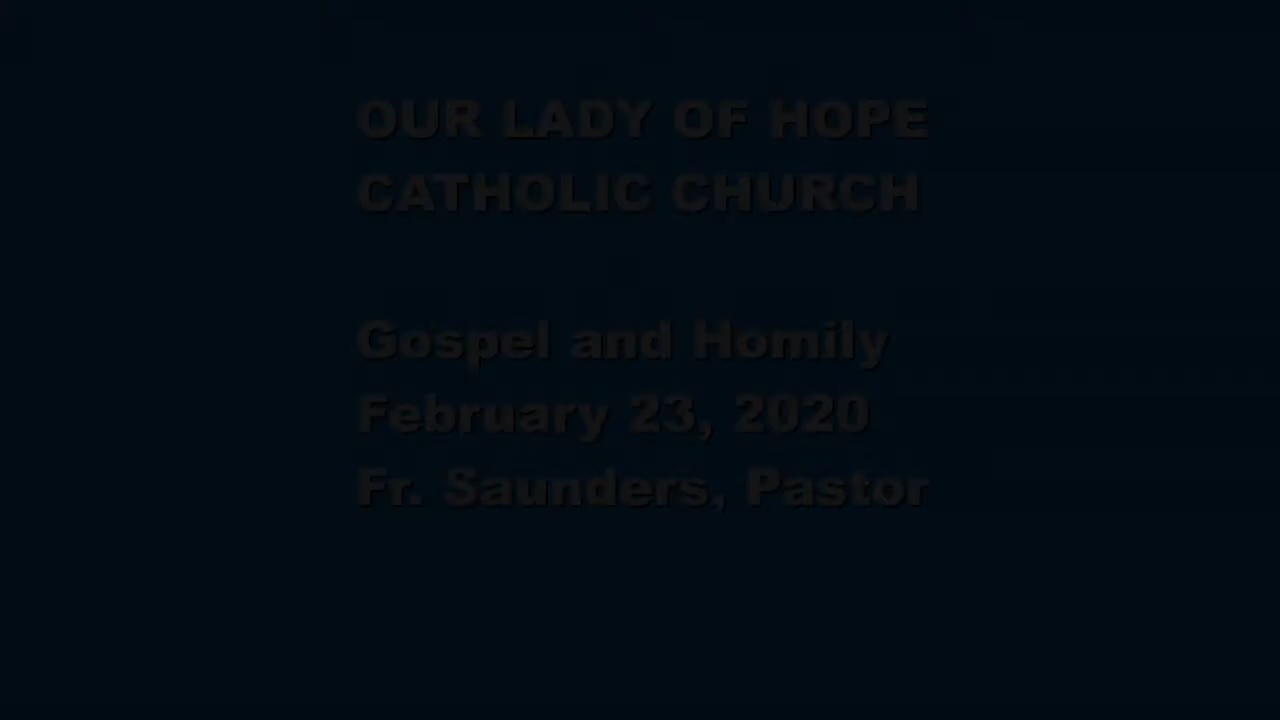 OUR LADY OF HOPE
CATHOLIC CHURCH
Gospel and Homily
February 23, 2020
Fr. Saunders, Pastor